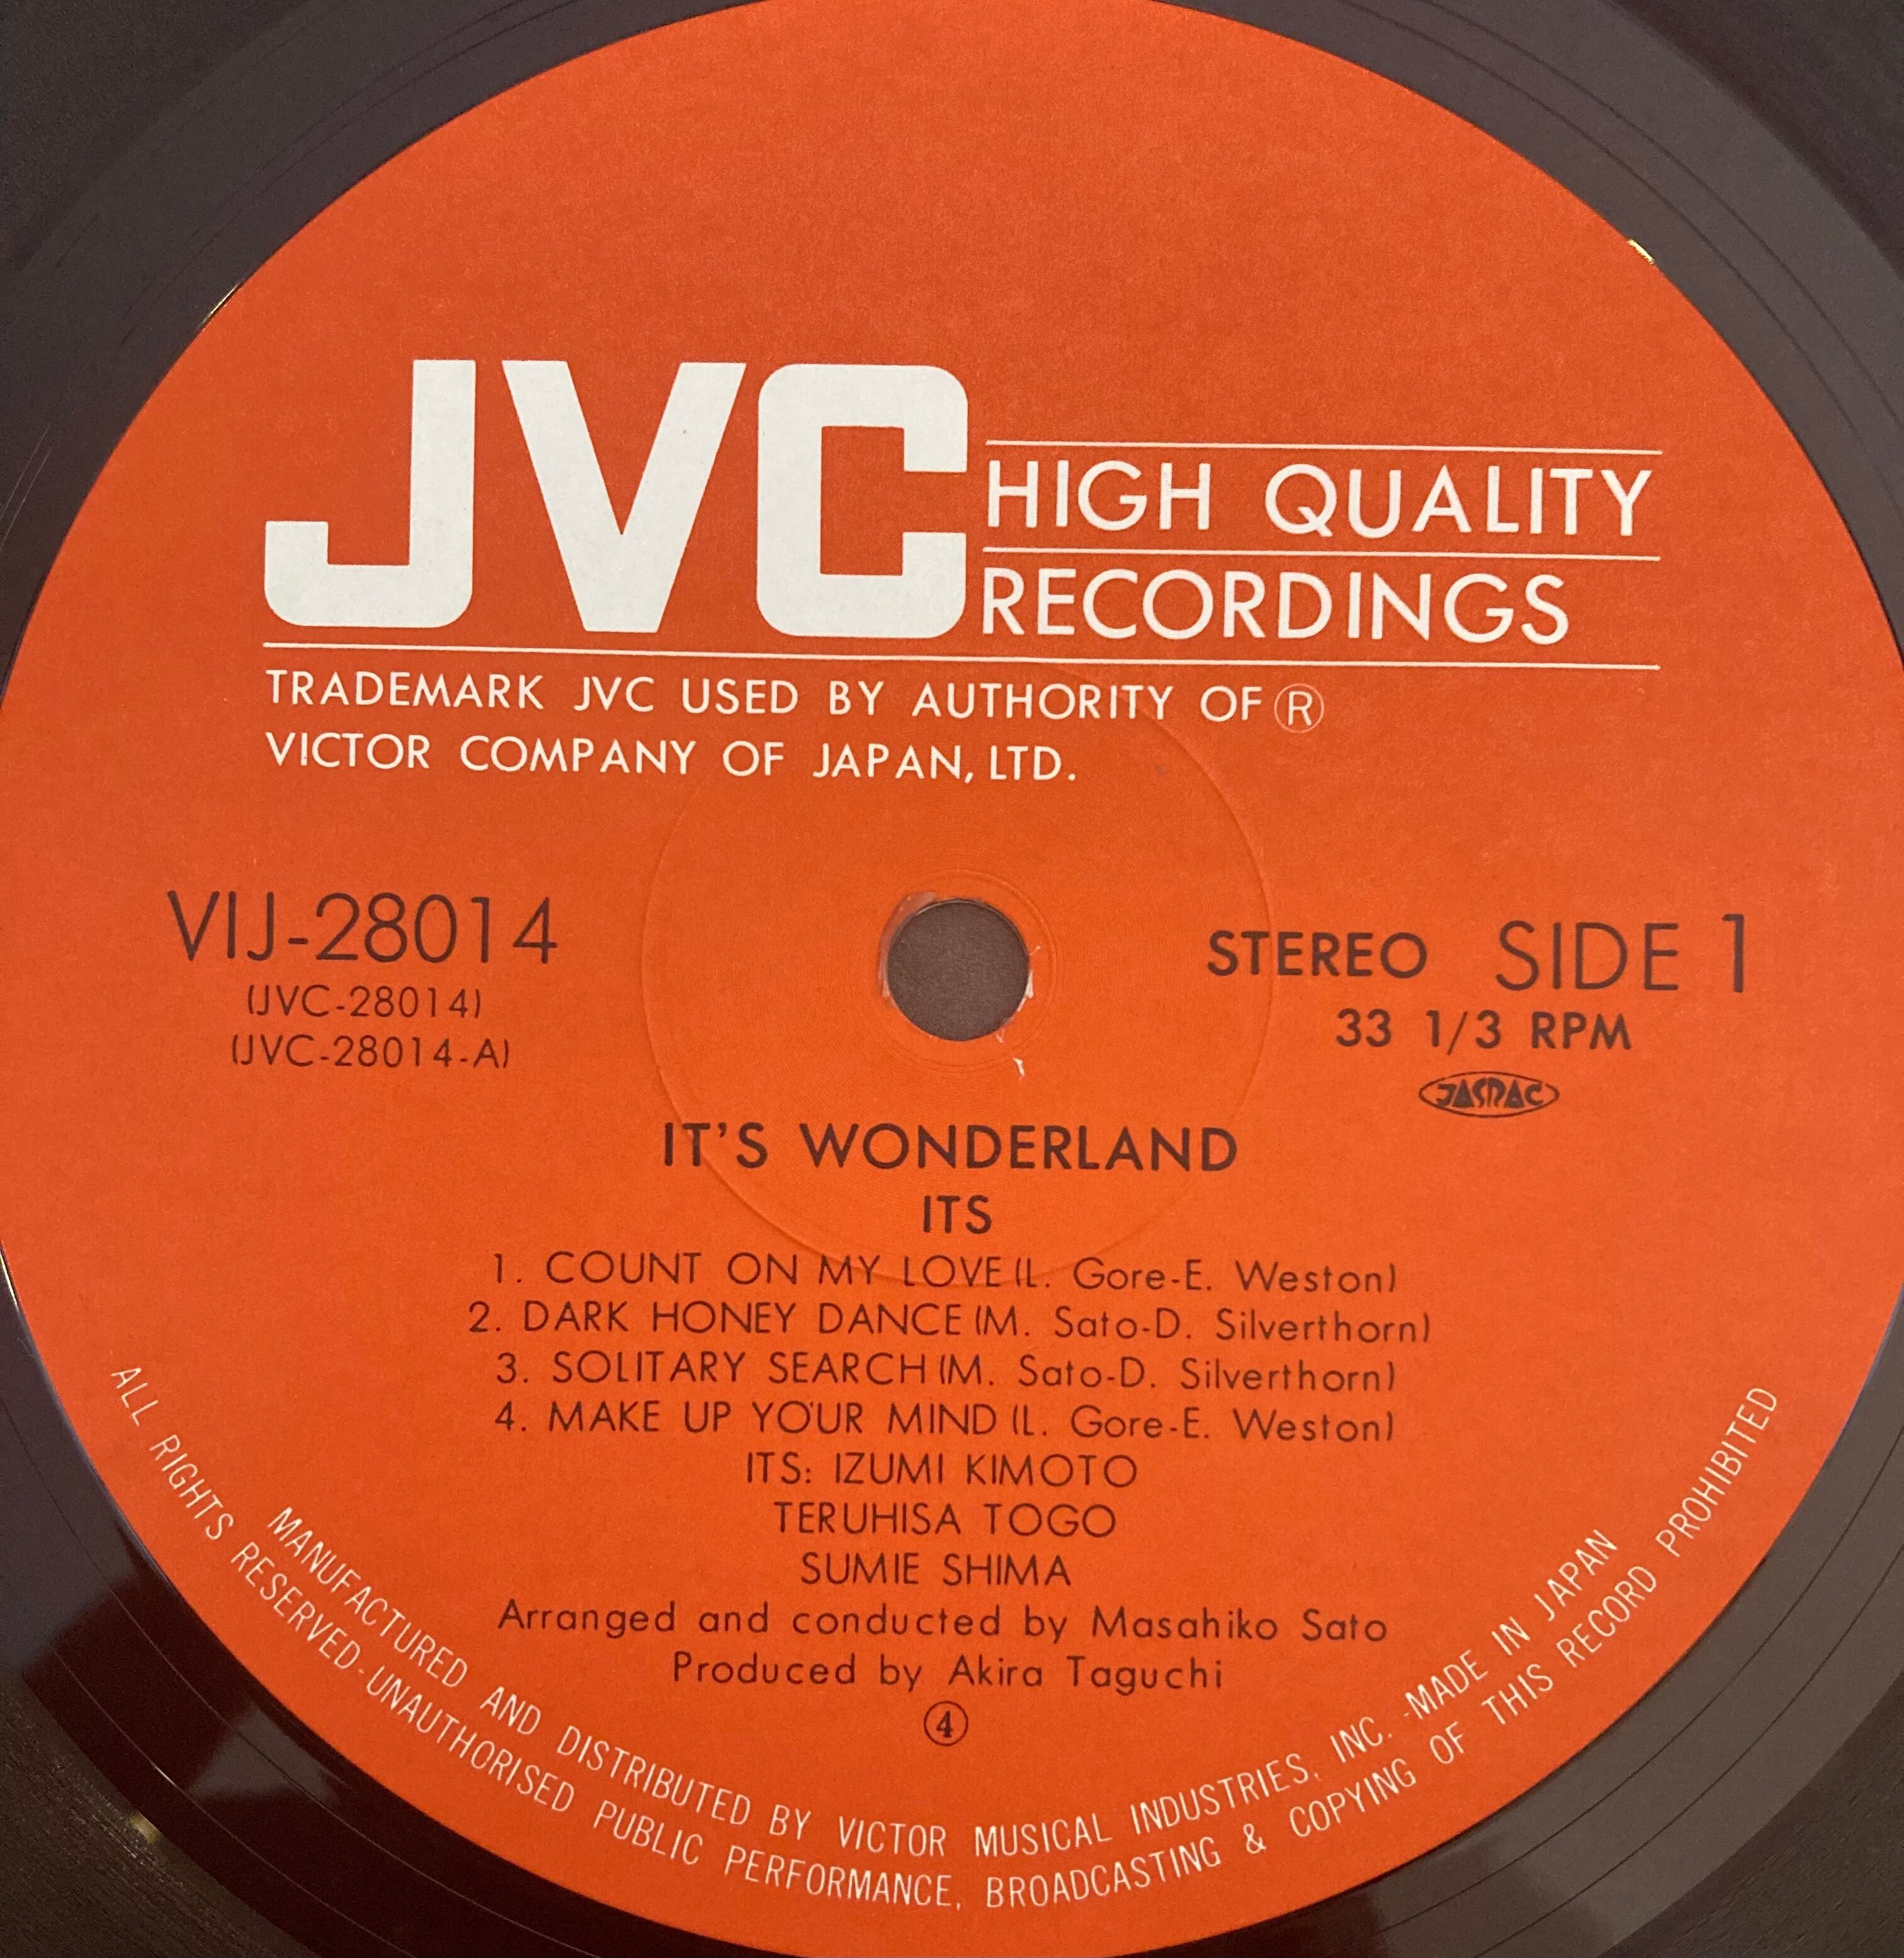 JVC
HIGH QUALITY
RECORDINGS
TRADEMARK JVC USED BY AUTHORITY OF Ⓡ
VICTOR COMPANY OF JAPAN, LTD.
VIJ-28014
(JVC-28014)
(JVC-28014-A)
STEREO SIDE 1
33 1/3 RPM
JASRAC
IT'S WONDERLAND
ITS
1. COUNT ON MY LOVE (L. Gore-E. Weston)
2. DARK HONEY DANCE (M. Sato-D. Silverthorn)
3. SOLITARY SEARCH (M. Sato-D. Silverthorn)
4. MAKE UP YO'UR MIND (L. Gore-E. Weston)
ITS: IZUMI KIMOTO
TERUHISA TOGO
SUMIE SHIMA
Arranged and conducted by Masahiko Sato
Produced by Akira Taguchi
④
MANUFACTURED AND DISTRIBUTED BY VICTOR MUSICAL INDUSTRIES, INC. -MADE IN JAPAN
ALL RIGHTS RESERVED-UNAUTHORISED PUBLIC PERFORMANCE, BROADCASTING & COPYING OF THIS RECORD PROHIBITED